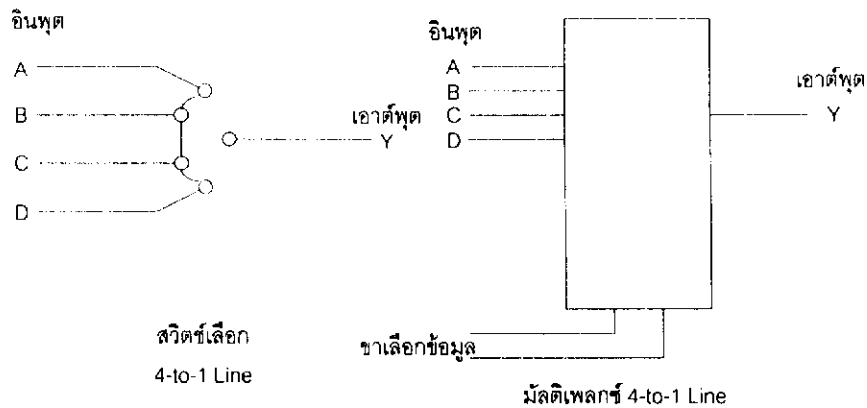 อินพุต
A
B
C
D
เอาต์พุต
Y
สวิตช์เลือก
4-to-1 Line
อินพุต
A
B
C
D
เอาต์พุต
Y
ขาเลือกข้อมูล
มัลติเพลกซ์ 4-to-1 Line